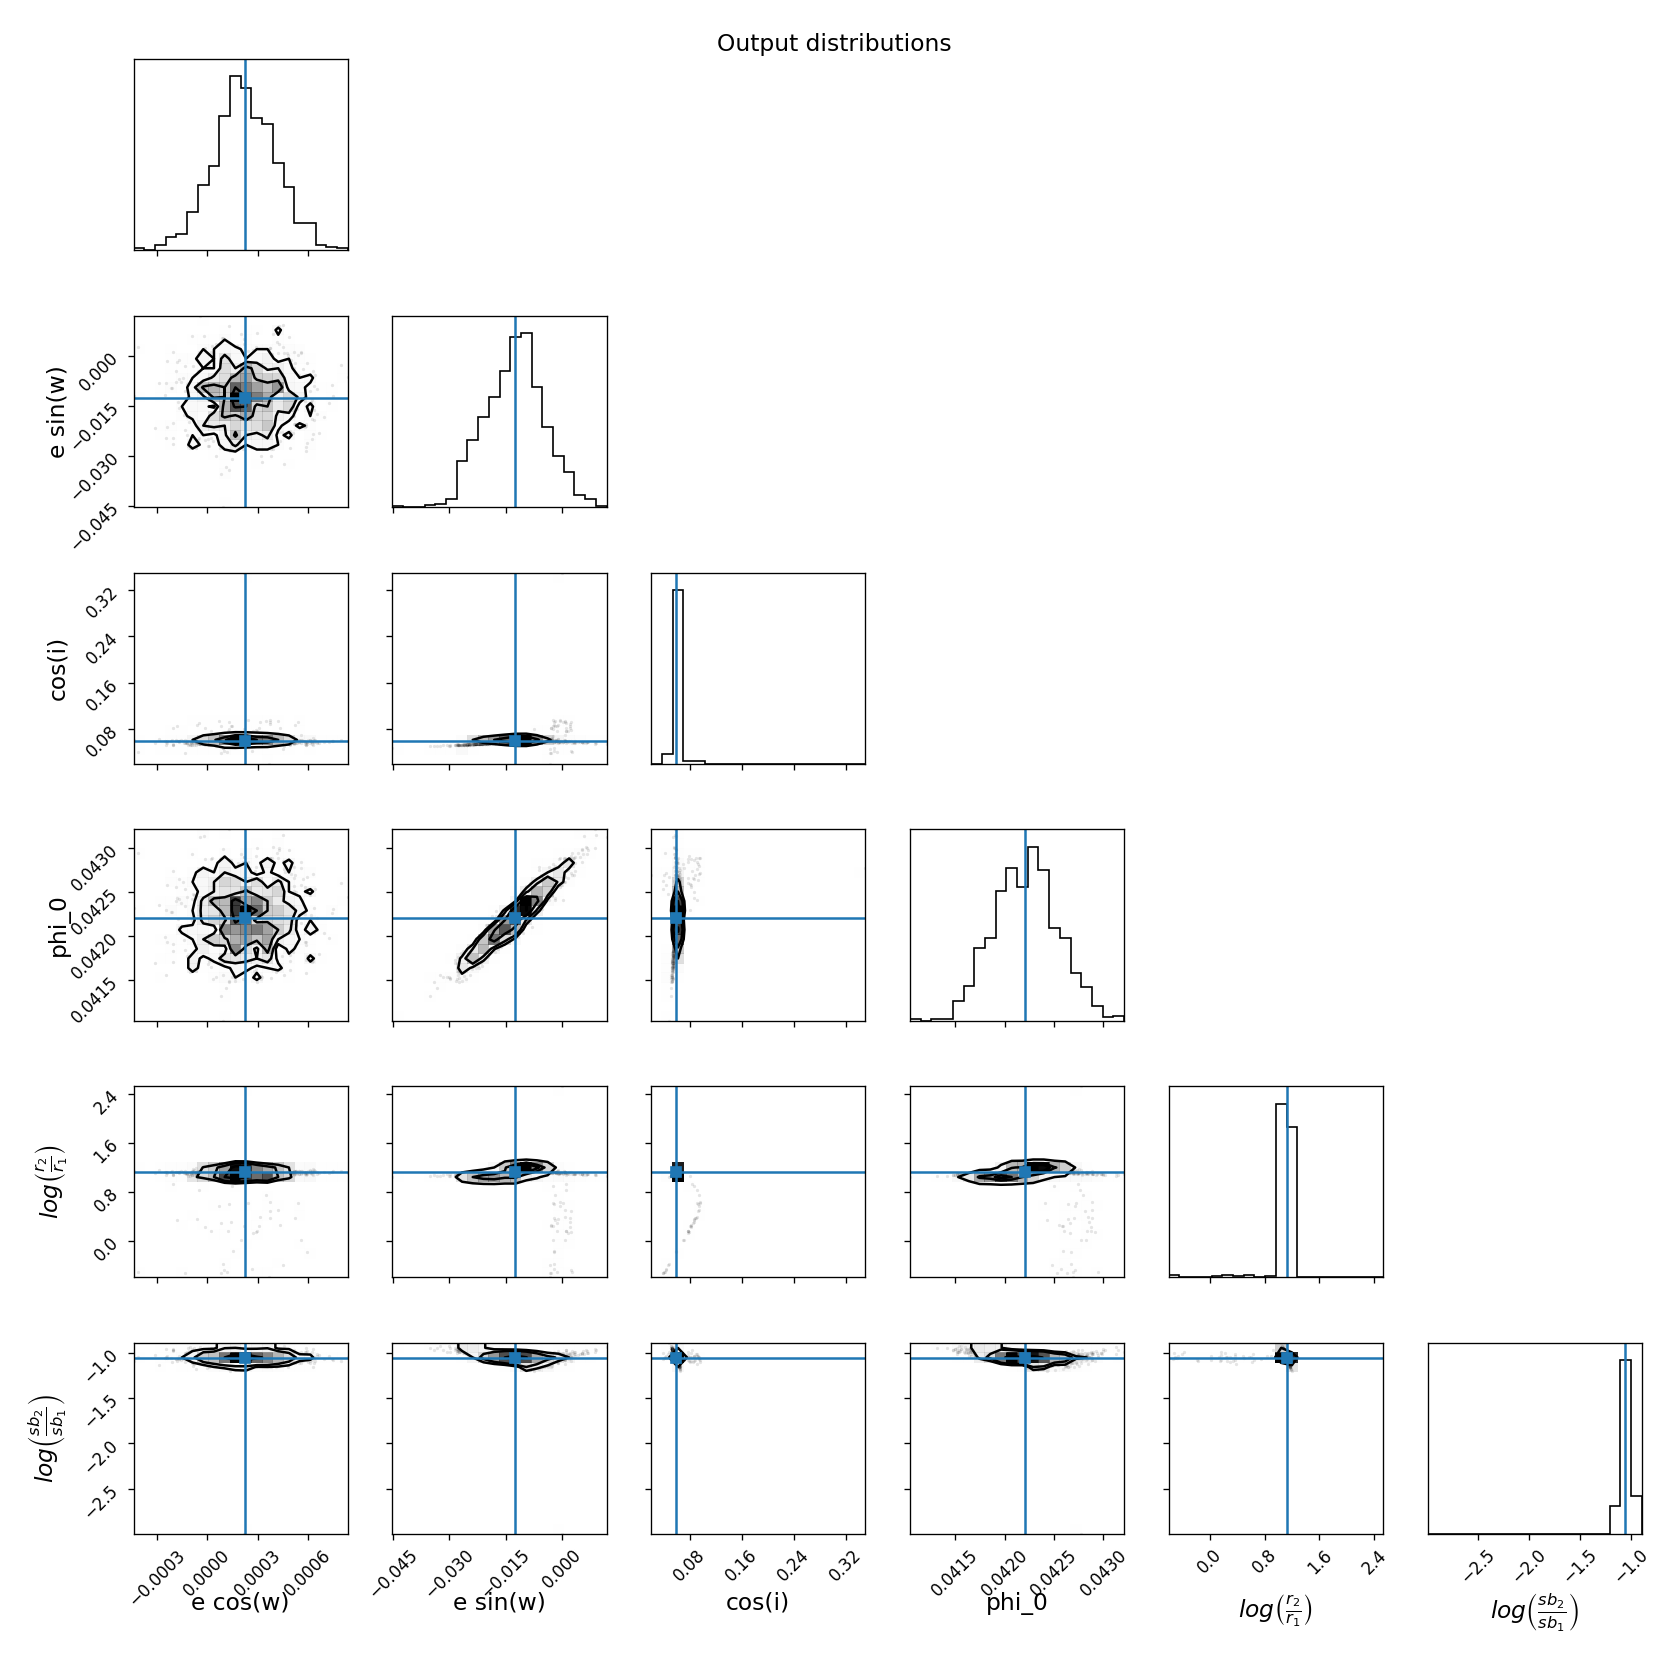 Output distributions
e sin(w)
0.000
−0.015
−0.030
−0.045
cos(i)
0.32
0.24
0.16
0.08
phi_0
0.0430
0.0425
0.0420
0.0415
log(r₂/r₁)
2.4
1.6
0.8
0.0
log(sb₂/sb₁)
−1.0
−1.5
−2.0
−2.5
−0.0003 0.0000 0.0003 0.0006
−0.045 −0.030 −0.015 0.000
0.08 0.16 0.24 0.32
0.0415 0.0420 0.0425 0.0430
0.0 0.8 1.6 2.4
−2.5 −2.0 −1.5 −1.0
e cos(w) e sin(w) cos(i) phi_0 log(r₂/r₁) log(sb₂/sb₁)